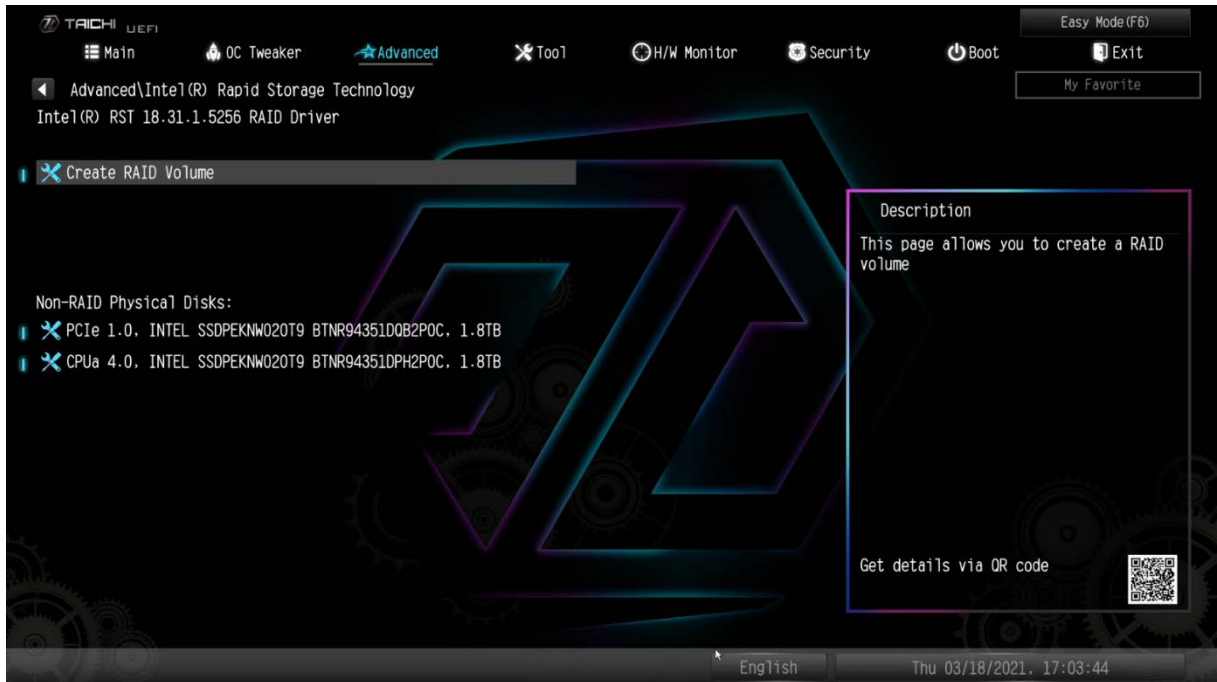 TAICHI UEFI
Easy Mode(F6)
Main OC Tweaker Advanced Tool H/W Monitor Security Boot Exit
My Favorite
Advanced\Intel(R) Rapid Storage Technology
Intel(R) RST 18.31.1.5256 RAID Driver
Create RAID Volume
Non-RAID Physical Disks:
PCIe 1.0, INTEL SSDPEKNW020T9 BTNR94351DQB2P0C, 1.8TB
CPUa 4.0, INTEL SSDPEKNW020T9 BTNR94351DPH2P0C, 1.8TB
Description
This page allows you to create a RAID
volume
Get details via QR code
English
Thu 03/18/2021, 17:03:44